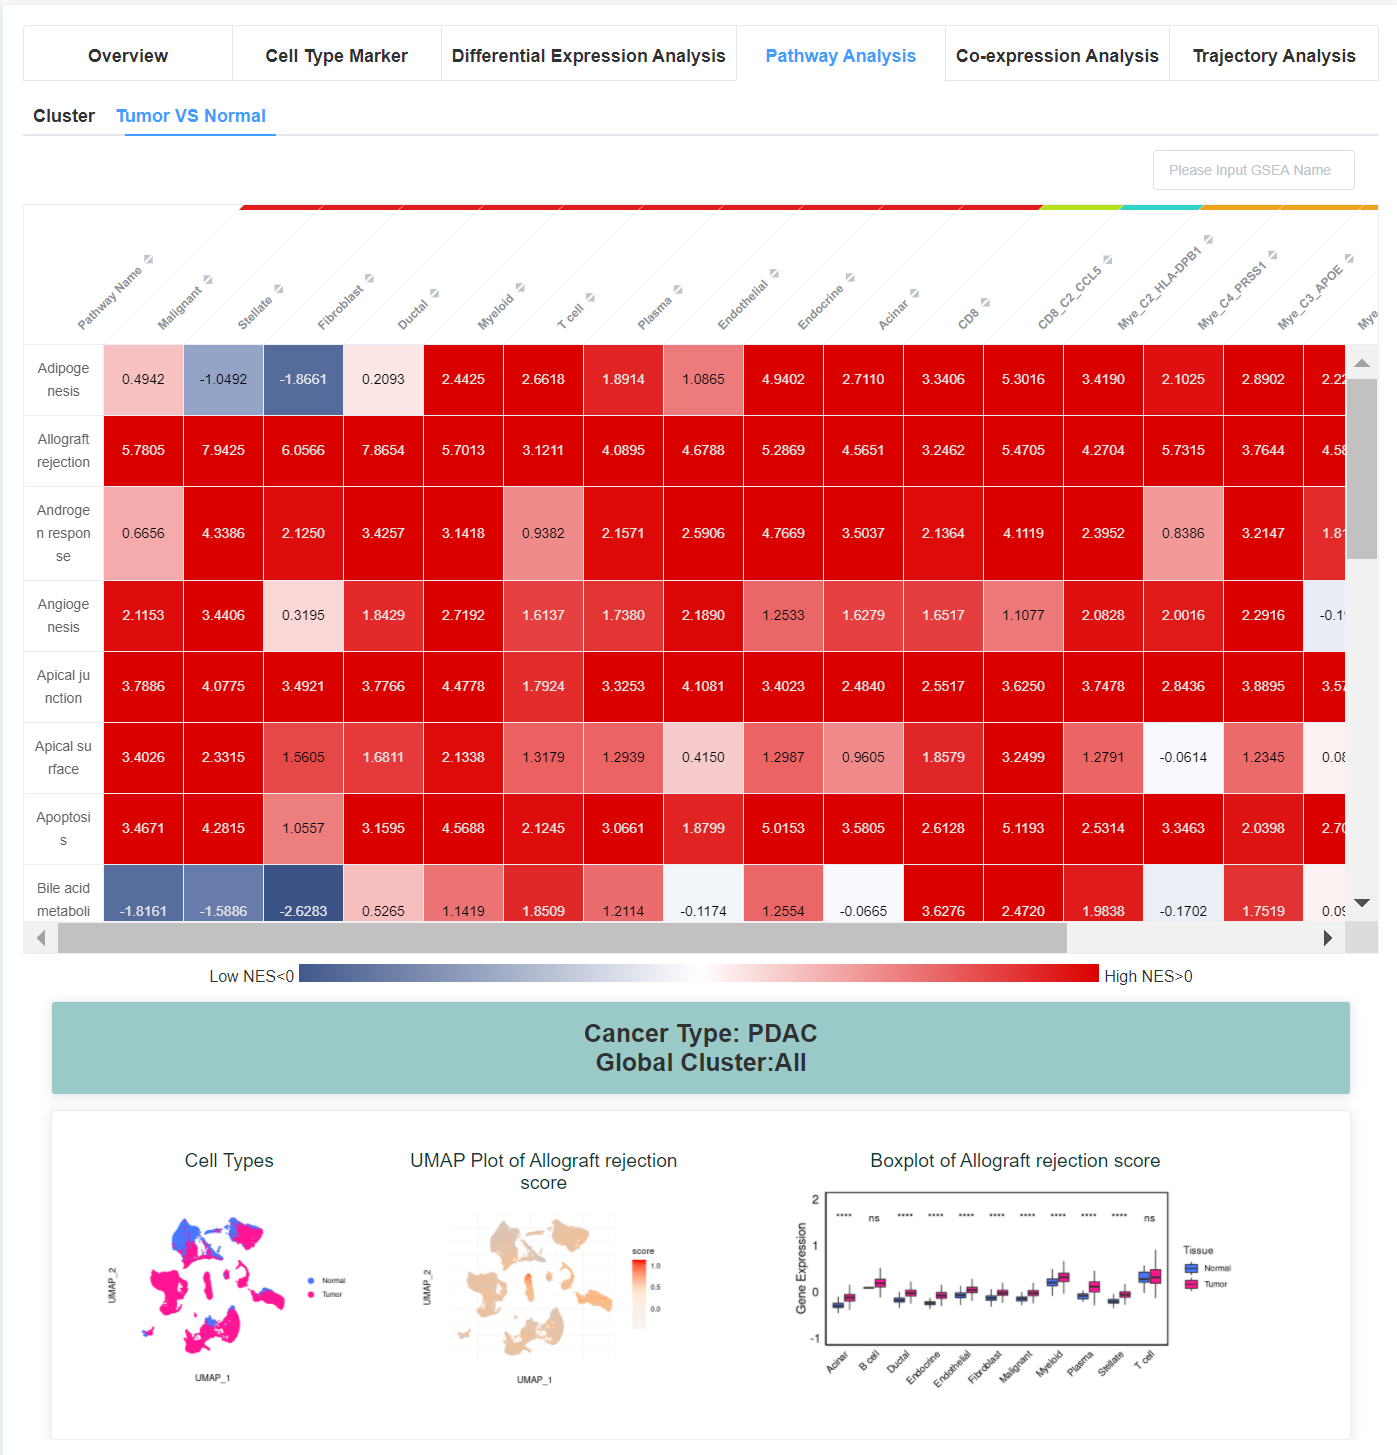 Overview Cell Type Marker Differential Expression Analysis Pathway Analysis Co-expression Analysis Trajectory Analysis
Cluster Tumor VS Normal
Please Input GSEA Name
Pathway Name Malignant Stellate Fibroblast Ductal Myeloid T cell Plasma Endothelial Endocrine Acinar CD8 CD8_C2_CCL5 Mye_C2_HLA-DPB1 Mye_C4_PRSS1 Mye_C3_APOE Mye
Adipoge
nesis
0.4942 -1.0492 -1.8661 0.2093 2.4425 2.6618 1.8914 1.0865 4.9402 2.7110 3.3406 5.3016 3.4190 2.1025 2.8902 2.22
Allograft
rejection
5.7805 7.9425 6.0566 7.8654 5.7013 3.1211 4.0895 4.6788 5.2869 4.5651 3.2462 5.4705 4.2704 5.7315 3.7644 4.58
Androge
n respon
se
0.6656 4.3386 2.1250 3.4257 3.1418 0.9382 2.1571 2.5906 4.7669 3.5037 2.1364 4.1119 2.3952 0.8386 3.2147 1.81
Angioge
nesis
2.1153 3.4406 0.3195 1.8429 2.7192 1.6137 1.7380 2.1890 1.2533 1.6279 1.6517 1.1077 2.0828 2.0016 2.2916 -0.19
Apical ju
nction
3.7886 4.0775 3.4921 3.7766 4.4778 1.7924 3.3253 4.1081 3.4023 2.4840 2.5517 3.6250 3.7478 2.8436 3.8895 3.57
Apical su
rface
3.4026 2.3315 1.5605 1.6811 2.1338 1.3179 1.2939 0.4150 1.2987 0.9605 1.8579 3.2499 1.2791 -0.0614 1.2345 0.08
Apoptosi
s
3.4671 4.2815 1.0557 3.1595 4.5688 2.1245 3.0661 1.8799 5.0153 3.5805 2.6128 5.1193 2.5314 3.3463 2.0398 2.70
Bile acid
metaboli
-1.8161 -1.5886 -2.6283 0.5265 1.1419 1.8509 1.2114 -0.1174 1.2554 -0.0665 3.6276 2.4720 1.9838 -0.1702 1.7519 0.09
Low NES<0 High NES>0
Cancer Type: PDAC
Global Cluster:All
Cell Types
UMAP_2
UMAP_1
Normal
Tumor
UMAP Plot of Allograft rejection
score
UMAP_2
UMAP_1
score
1.0
0.5
0.0
Boxplot of Allograft rejection score
Gene Expression
2
1
0
-1
**** ns **** **** **** **** **** **** **** **** ns
Acinar B cell Ductal Endocrine Endothelial Fibroblast Malignant Myeloid Plasma Stellate T cell
Tissue
Normal
Tumor